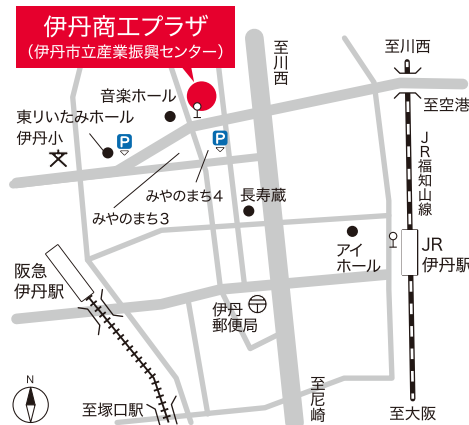 伊丹商工プラザ
（伊丹市立産業振興センター）
至川西
至川西
音楽ホール
至空港
東リいたみホール
伊丹小
P
P
JR福知山線
みやのまち4
長寿蔵
みやのまち3
アイ
ホール
JR
伊丹駅
阪急
伊丹駅
伊丹
郵便局
N
至尼崎
至塚口駅
至大阪